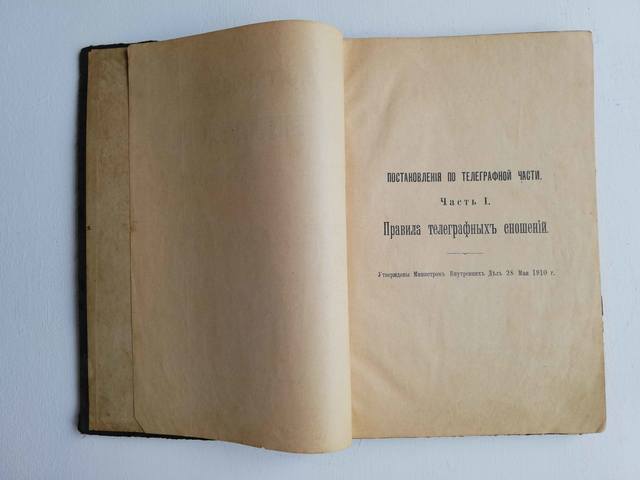 ПОСТАНОВЛЕНІЯ ПО ТЕЛЕГРАФНОЙ ЧАСТИ.
Часть I.
Правила телеграфныхъ сношеній.
Утверждены Министромъ Внутреннихъ Дѣлъ 28 Мая 1910 г.